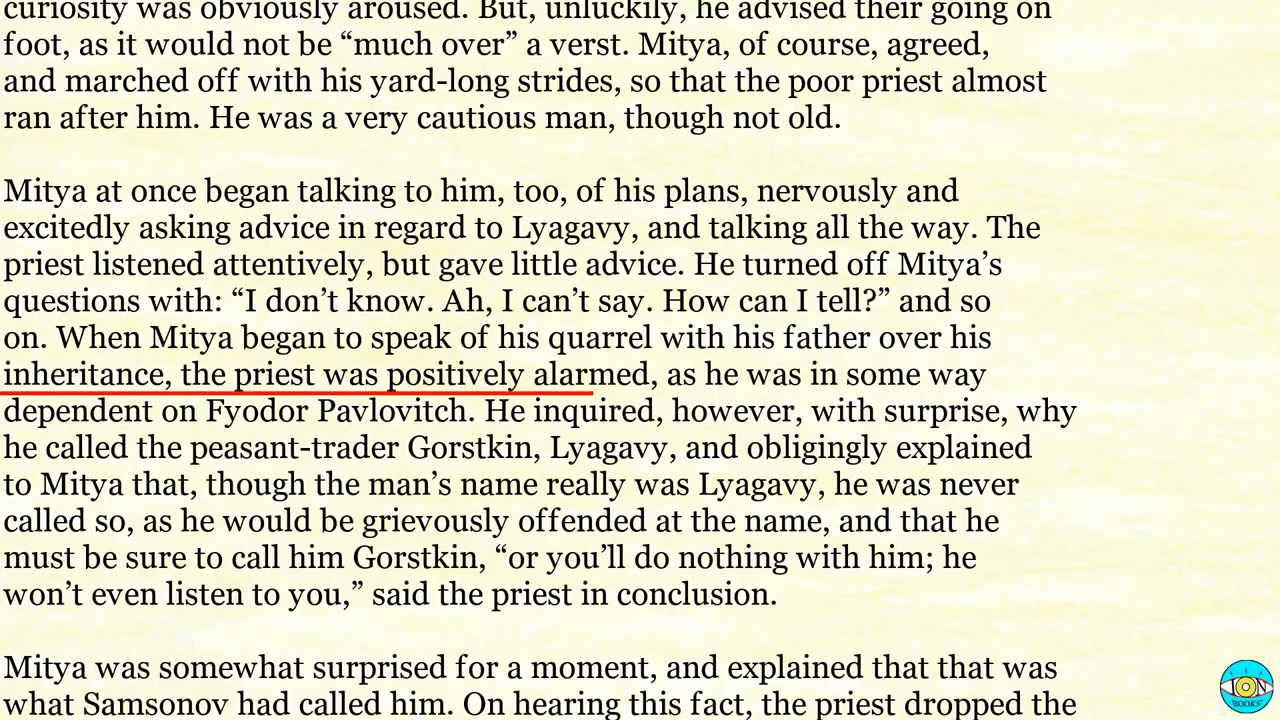 curiosity was obviously aroused. But, unluckily, he advised their going on
foot, as it would not be “much over” a verst. Mitya, of course, agreed,
and marched off with his yard-long strides, so that the poor priest almost
ran after him. He was a very cautious man, though not old.
Mitya at once began talking to him, too, of his plans, nervously and
excitedly asking advice in regard to Lyagavy, and talking all the way. The
priest listened attentively, but gave little advice. He turned off Mitya’s
questions with: “I don’t know. Ah, I can’t say. How can I tell?” and so
on. When Mitya began to speak of his quarrel with his father over his
inheritance, the priest was positively alarmed, as he was in some way
dependent on Fyodor Pavlovitch. He inquired, however, with surprise, why
he called the peasant-trader Gorstkin, Lyagavy, and obligingly explained
to Mitya that, though the man’s name really was Lyagavy, he was never
called so, as he would be grievously offended at the name, and that he
must be sure to call him Gorstkin, “or you’ll do nothing with him; he
won’t even listen to you,” said the priest in conclusion.
Mitya was somewhat surprised for a moment, and explained that that was
what Samsonov had called him. On hearing this fact, the priest dropped the
ION
BOOKS